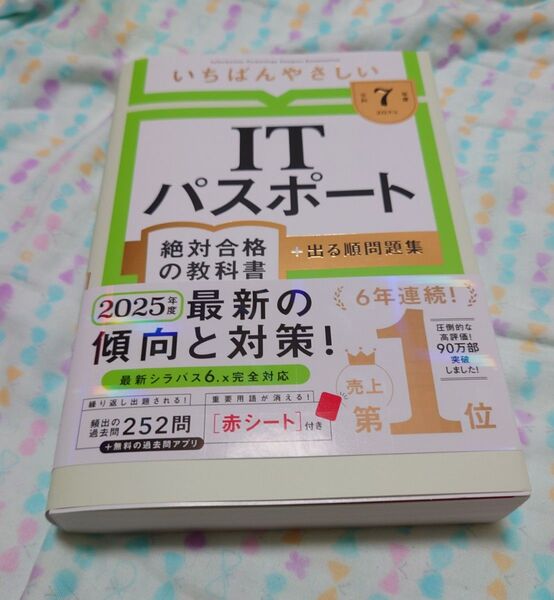 いちばんやさしい
令和
7
年度
IT
パスポート
絶対合格
の教科書
+出る順問題集
2025年度
最新の
傾向と対策!
最新シラバス6.x完全対応
繰り返し出題される!
頻出の
過去問252問
+無料の過去問アプリ
重要用語が消える!
[赤シート]付き
6年連続!
売上
第1位
圧倒的な
高評価!
90万部
突破
しました!